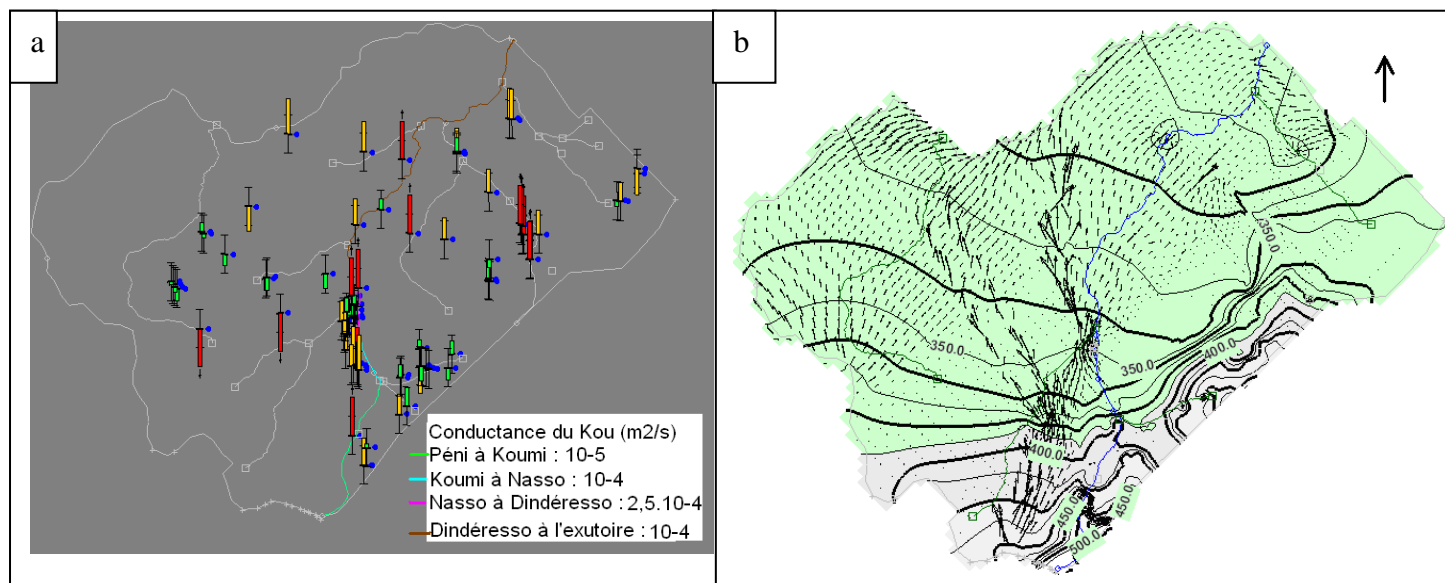 a
Conductance du Kou (m2/s)
Péni à Koumi : 10-5
Koumi à Nasso : 10-4
Nasso à Dindéresso : 2,5.10-4
Dindéresso à l'exutoire : 10-4
b
350.0
350.0
350.0
400.0
400.0
450.0
450.0
500.0